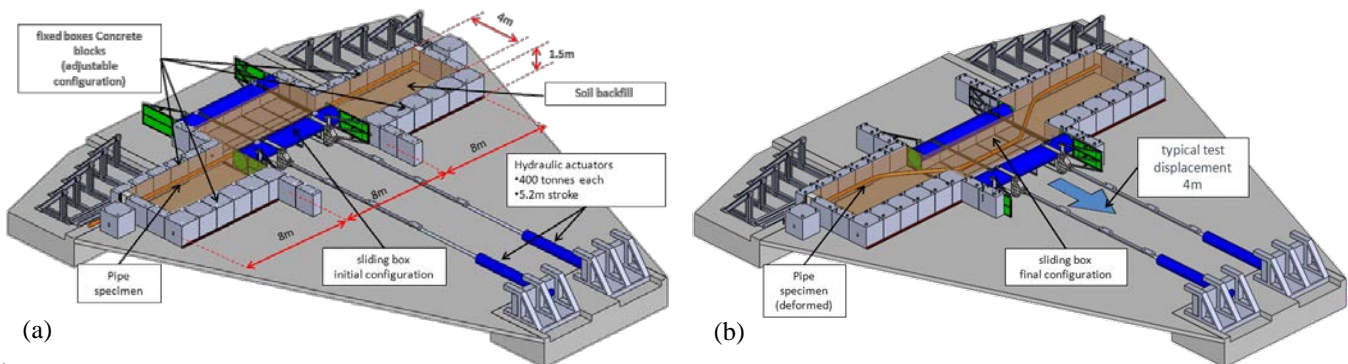 fixed boxes Concrete
blocks
(adjustable
configuration)
4m
1.5m
Soil backfill
8m
8m
8m
Hydraulic actuators
•400 tonnes each
•5.2m stroke
sliding box
initial configuration
Pipe
specimen
(a)
typical test
displacement
4m
sliding box
final configuration
Pipe
specimen
(deformed)
(b)